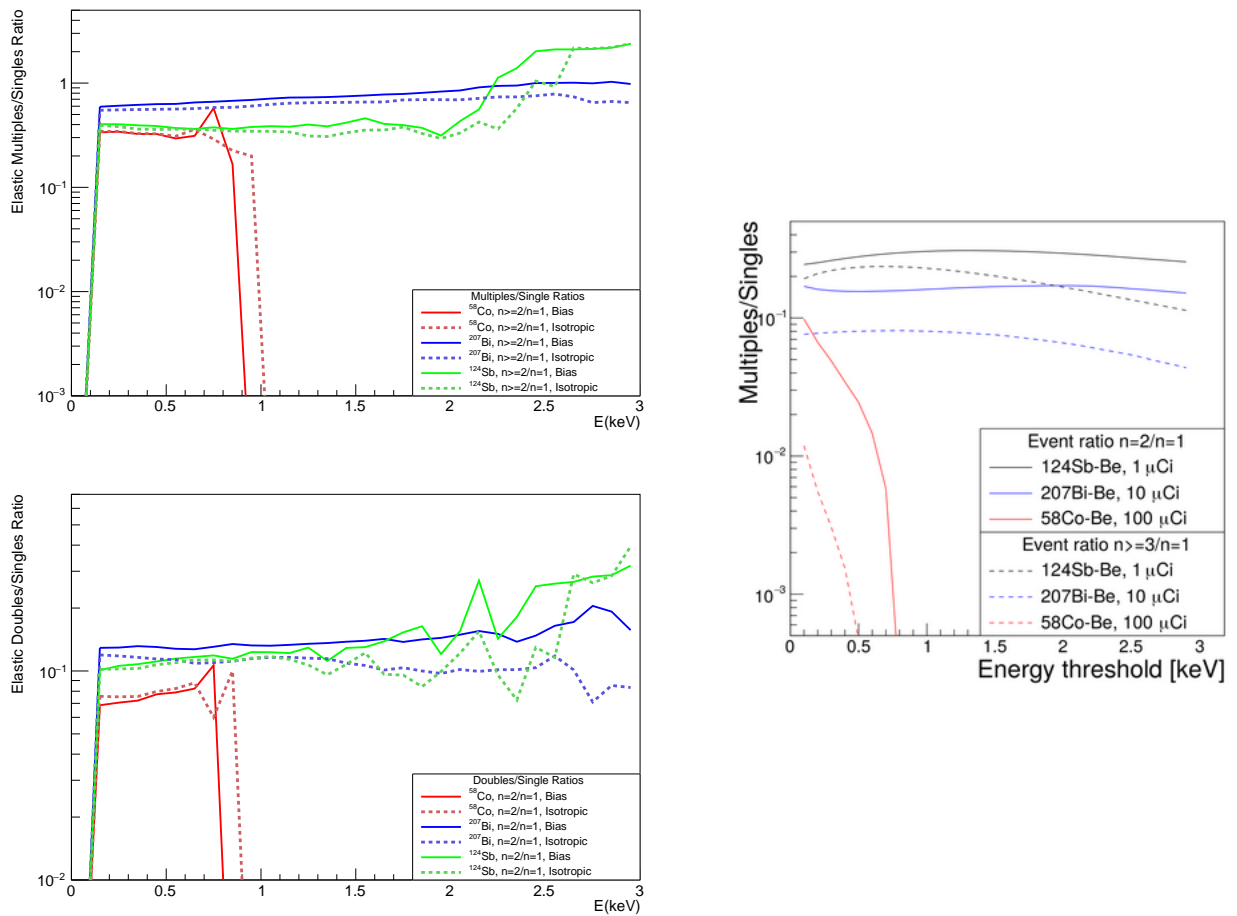 Elastic Multiples/Singles Ratio
1
10⁻¹
10⁻²
10⁻³
Multiples/Single Ratios
⁵⁸Co, n>=2/n=1, Bias
⁵⁸Co, n>=2/n=1, Isotropic
²⁰⁷Bi, n>=2/n=1, Bias
²⁰⁷Bi, n>=2/n=1, Isotropic
¹²⁴Sb, n>=2/n=1, Bias
¹²⁴Sb, n>=2/n=1, Isotropic
0 0.5 1 1.5 2 2.5 3
E(keV)
Elastic Doubles/Singles Ratio
10⁻¹
10⁻²
Doubles/Single Ratios
⁵⁸Co, n=2/n=1, Bias
⁵⁸Co, n=2/n=1, Isotropic
²⁰⁷Bi, n=2/n=1, Bias
²⁰⁷Bi, n=2/n=1, Isotropic
¹²⁴Sb, n=2/n=1, Bias
¹²⁴Sb, n=2/n=1, Isotropic
0 0.5 1 1.5 2 2.5 3
E(keV)
Multiples/Singles
10⁻¹
10⁻²
10⁻³
Event ratio n=2/n=1
124Sb-Be, 1 μCi
207Bi-Be, 10 μCi
58Co-Be, 100 μCi
Event ratio n>=3/n=1
124Sb-Be, 1 μCi
207Bi-Be, 10 μCi
58Co-Be, 100 μCi
0 0.5 1 1.5 2 2.5 3
Energy threshold [keV]